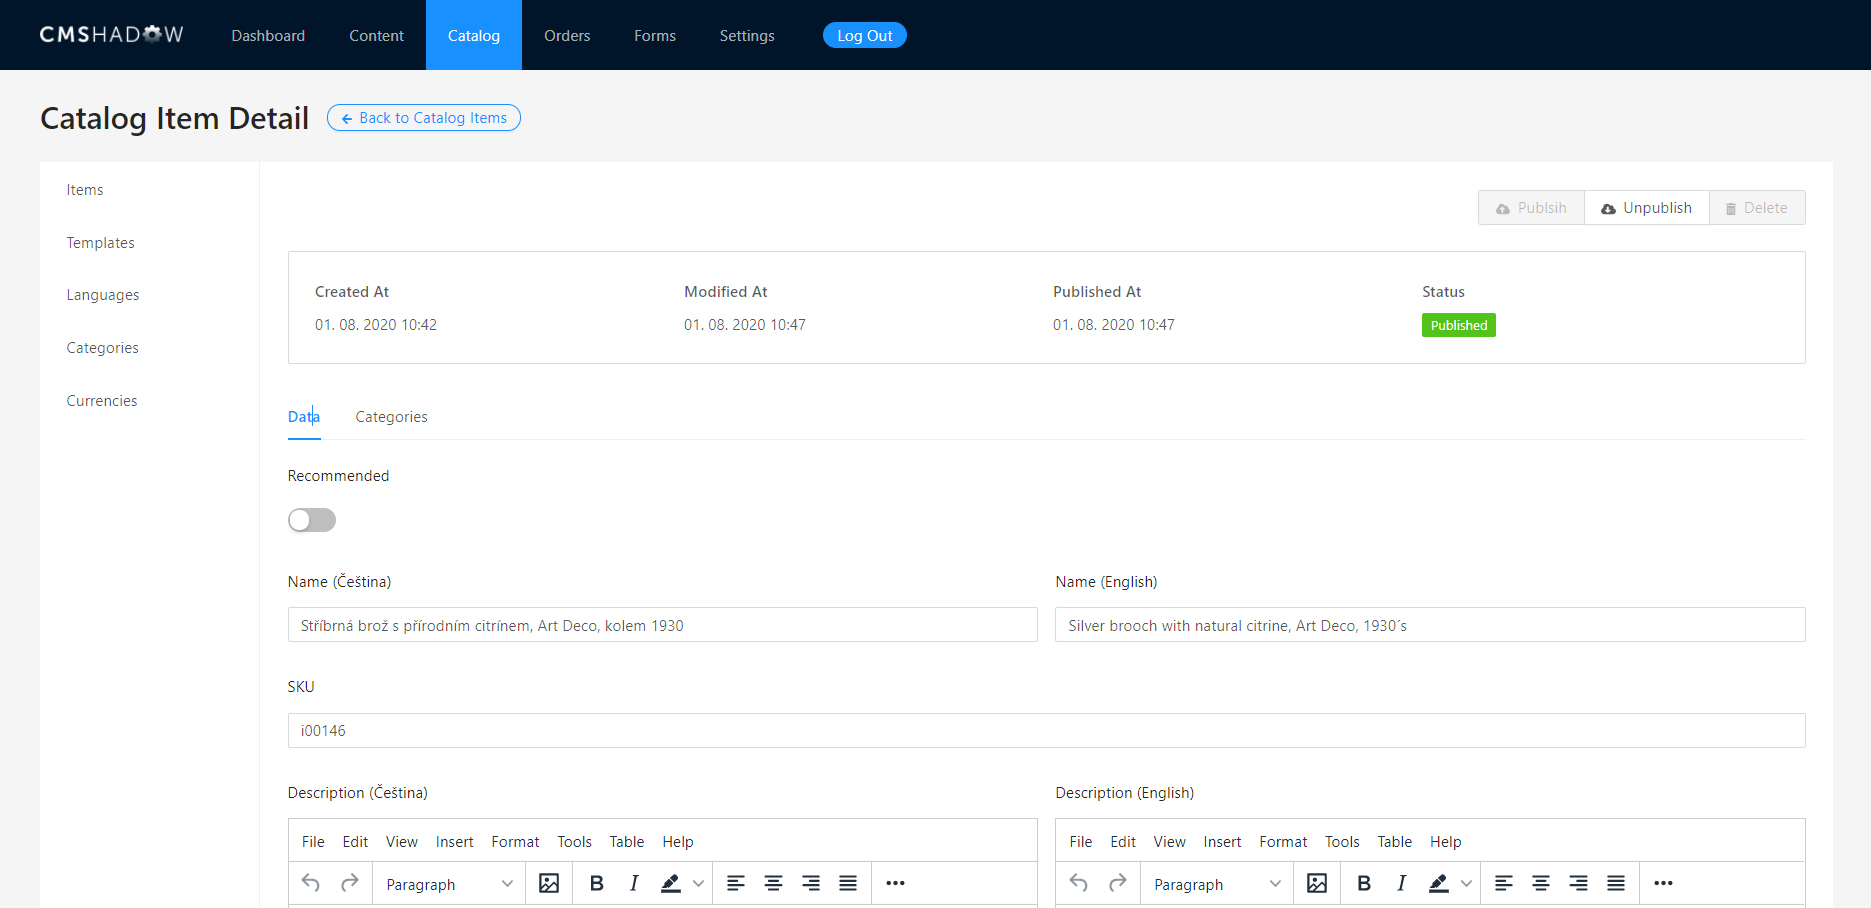 CMSHADOW Dashboard Content Catalog Orders Forms Settings Log Out
Catalog Item Detail Back to Catalog Items
Items
Templates
Languages
Categories
Currencies
Publsih Unpublish Delete
Created At Modified At Published At Status
01. 08. 2020 10:42 01. 08. 2020 10:47 01. 08. 2020 10:47 Published
Data Categories
Recommended
Name (Čeština) Name (English)
Stříbrná brož s přírodním citrínem, Art Deco, kolem 1930 Silver brooch with natural citrine, Art Deco, 1930´s
SKU
i00146
Description (Čeština) Description (English)
File Edit View Insert Format Tools Table Help File Edit View Insert Format Tools Table Help
Paragraph B I Paragraph B I